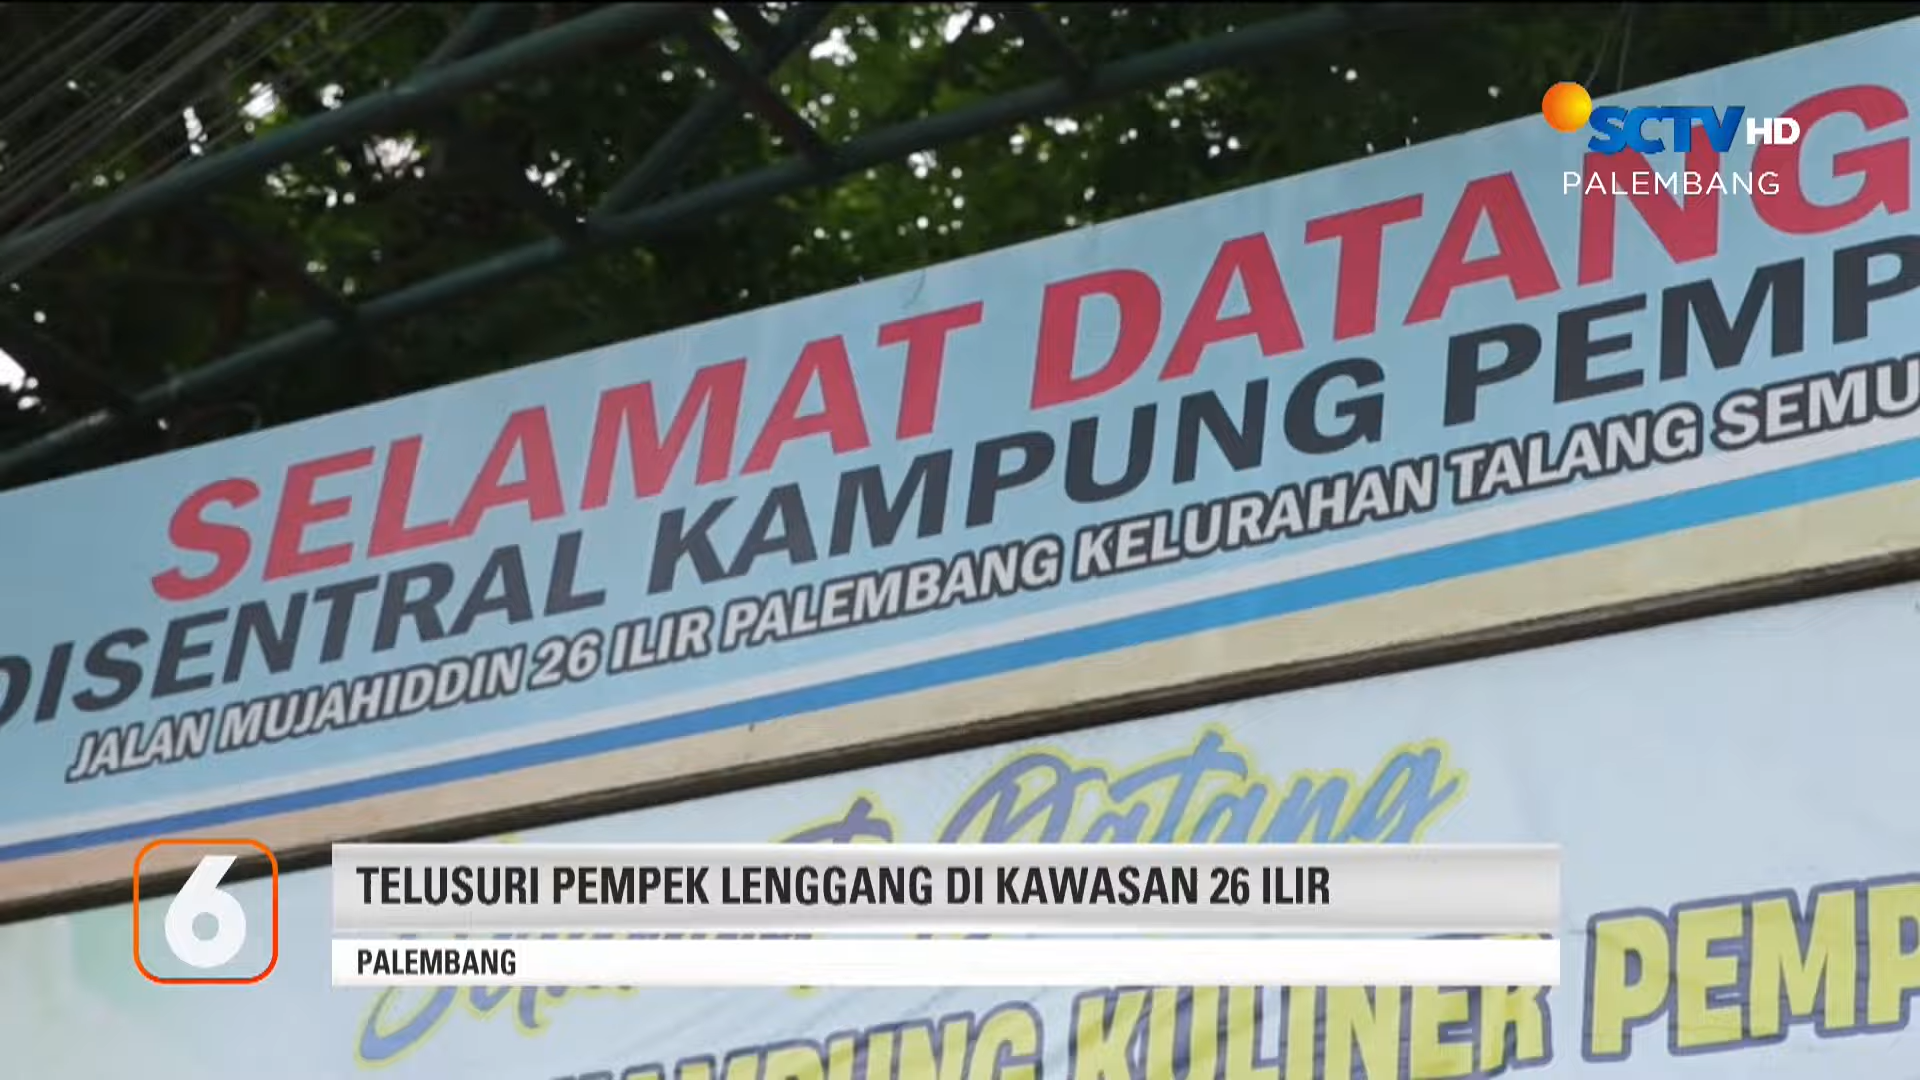 SCTV HD
PALEMBANG
SELAMAT DATANG
DISENTRAL KAMPUNG PEMP
JALAN MUJAHIDDIN 26 ILIR PALEMBANG KELURAHAN TALANG SEMU
Datang
KULINER PEMP
6
TELUSURI PEMPEK LENGGANG DI KAWASAN 26 ILIR
PALEMBANG